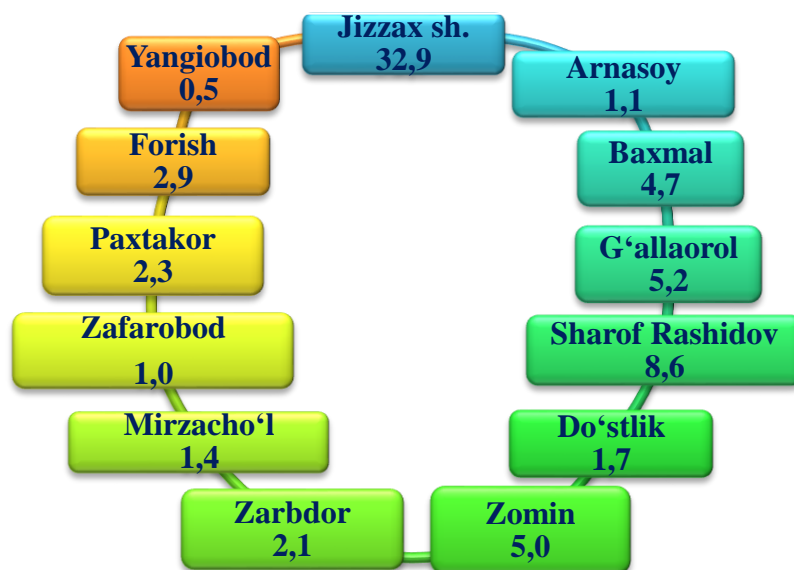 Jizzax sh.
32,9
Arnasoy
1,1
Baxmal
4,7
G‘allaorol
5,2
Sharof Rashidov
8,6
Do‘stlik
1,7
Zomin
5,0
Zarbdor
2,1
Mirzacho‘l
1,4
Zafarobod
1,0
Paxtakor
2,3
Forish
2,9
Yangiobod
0,5